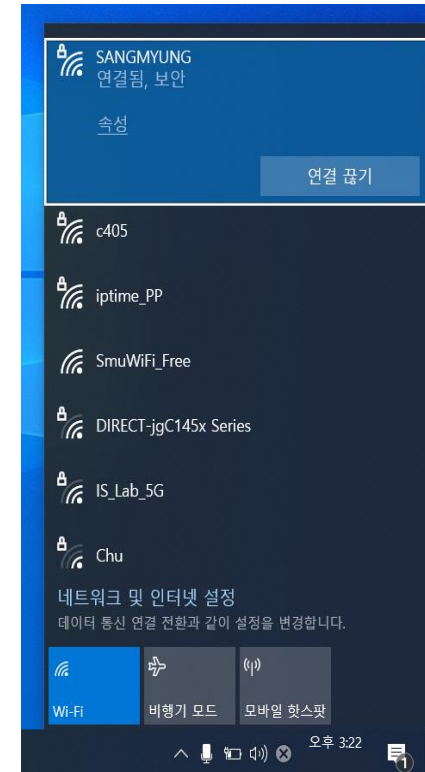 SANGMYUNG
연결됨, 보안
속성
연결 끊기
c405
iptime_PP
SmuWiFi_Free
DIRECT-jgC145x Series
IS_Lab_5G
Chu
네트워크 및 인터넷 설정
데이터 통신 연결 전환과 같이 설정을 변경합니다.
Wi-Fi
비행기 모드
모바일 핫스팟
오후 3:22
1